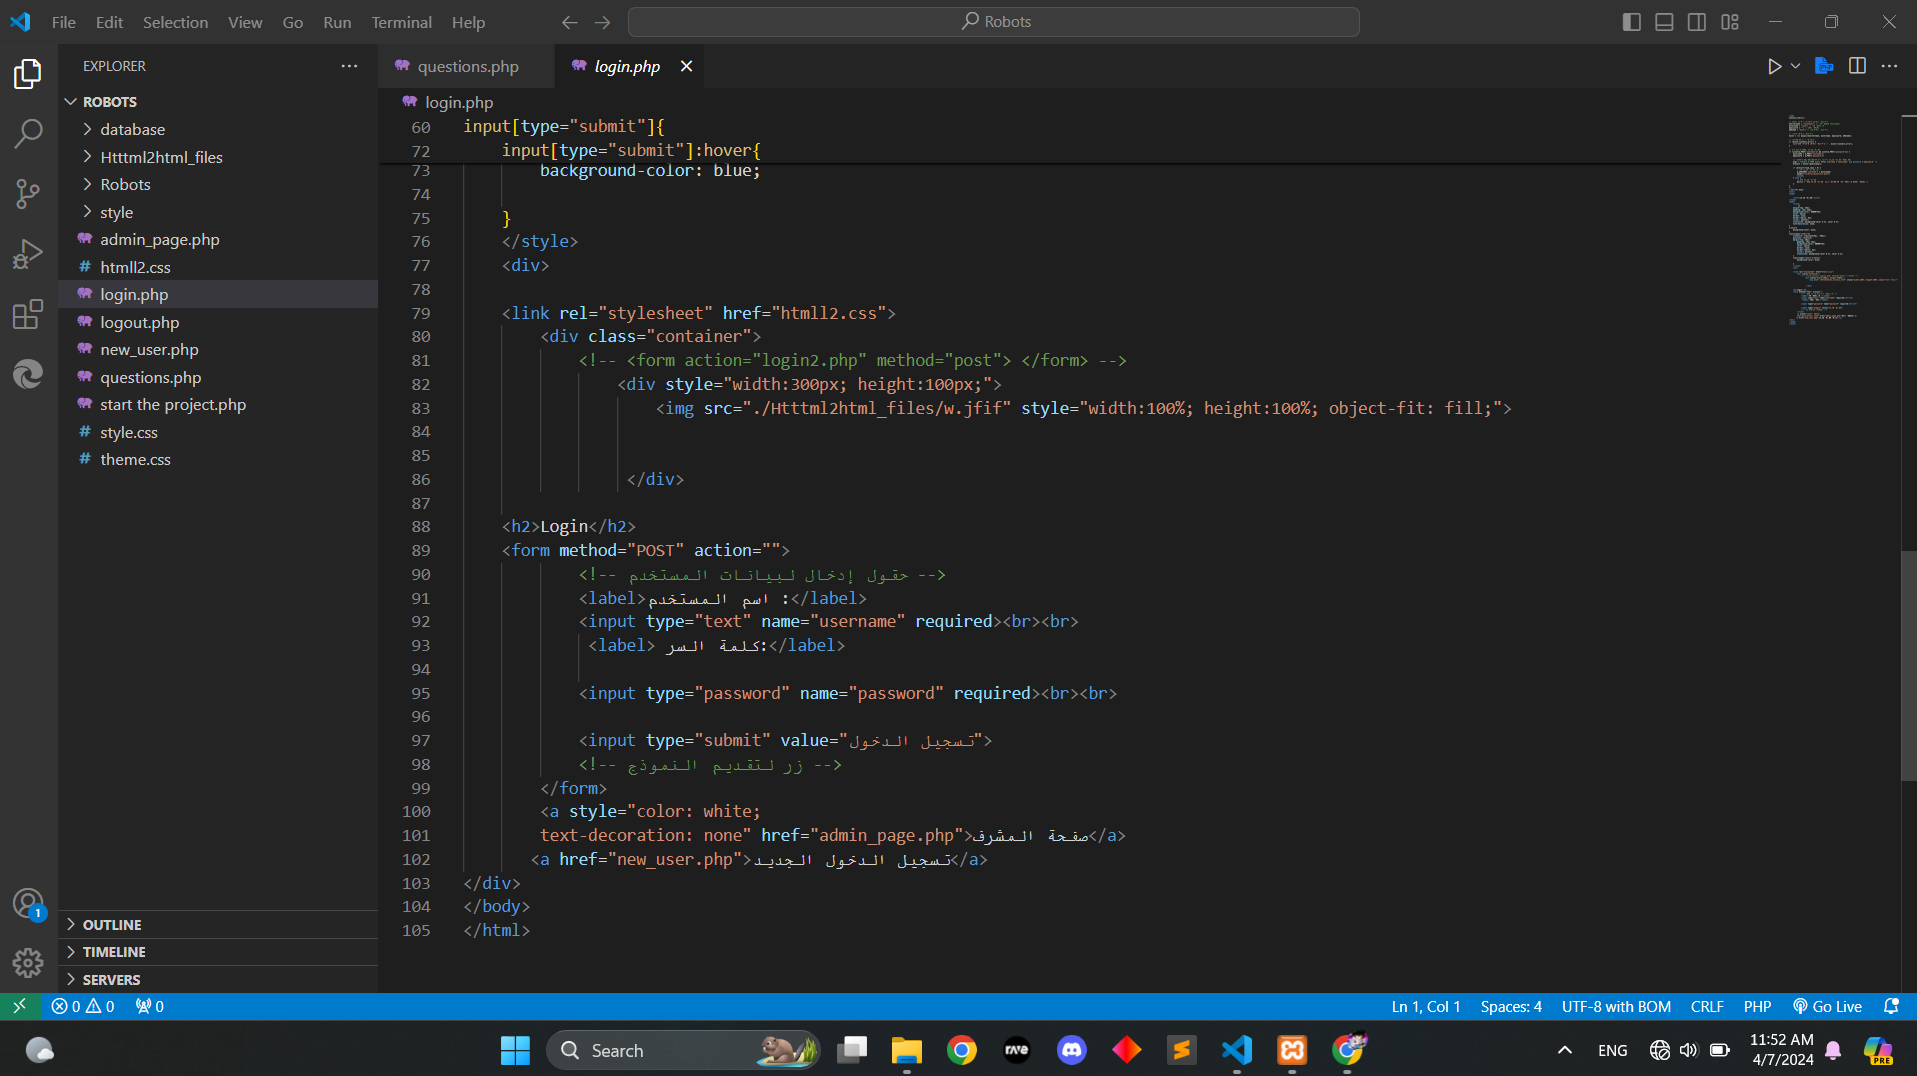 File Edit Selection View Go Run Terminal Help
Robots
EXPLORER
ROBOTS
database
Htttml2html_files
Robots
style
admin_page.php
htmll2.css
login.php
logout.php
new_user.php
questions.php
start the project.php
style.css
theme.css
OUTLINE
TIMELINE
SERVERS
questions.php login.php
login.php
60 input[type="submit"]{
72 input[type="submit"]:hover{
73 background-color: blue;
74
75 }
76 </style>
77 <div>
78
79 <link rel="stylesheet" href="htmll2.css">
80 <div class="container">
81 <!-- <form action="login2.php" method="post"> </form> -->
82 <div style="width:300px; height:100px;">
83 <img src="./Htttml2html_files/w.jfif" style="width:100%; height:100%; object-fit: fill;">
84
85
86 </div>
87
88 <h2>Login</h2>
89 <form method="POST" action="">
90 <!-- حقول إدخال لبيانات المستخدم -->
91 <label>اسم المستخدم :</label>
92 <input type="text" name="username" required><br><br>
93 <label> كلمة السر:</label>
94
95 <input type="password" name="password" required><br><br>
96
97 <input type="submit" value="تسجيل الدخول">
98 <!-- زر لتقديم النموذج -->
99 </form>
100 <a style="color: white;
101 text-decoration: none" href="admin_page.php">صفحة المشرف</a>
102 <a href="new_user.php">تسجيل الدخول الجديد</a>
103 </div>
104 </body>
105 </html>
1
0 0 0
Ln 1, Col 1 Spaces: 4 UTF-8 with BOM CRLF PHP Go Live
Search
rave
ENG
11:52 AM
4/7/2024
PRE